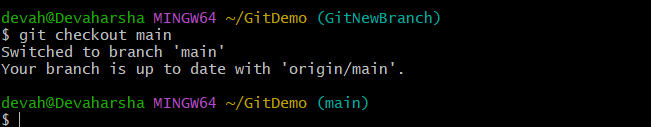 devah@Devaharsha MINGW64 ~/GitDemo (GitNewBranch)
$ git checkout main
Switched to branch 'main'
Your branch is up to date with 'origin/main'.
devah@Devaharsha MINGW64 ~/GitDemo (main)
$